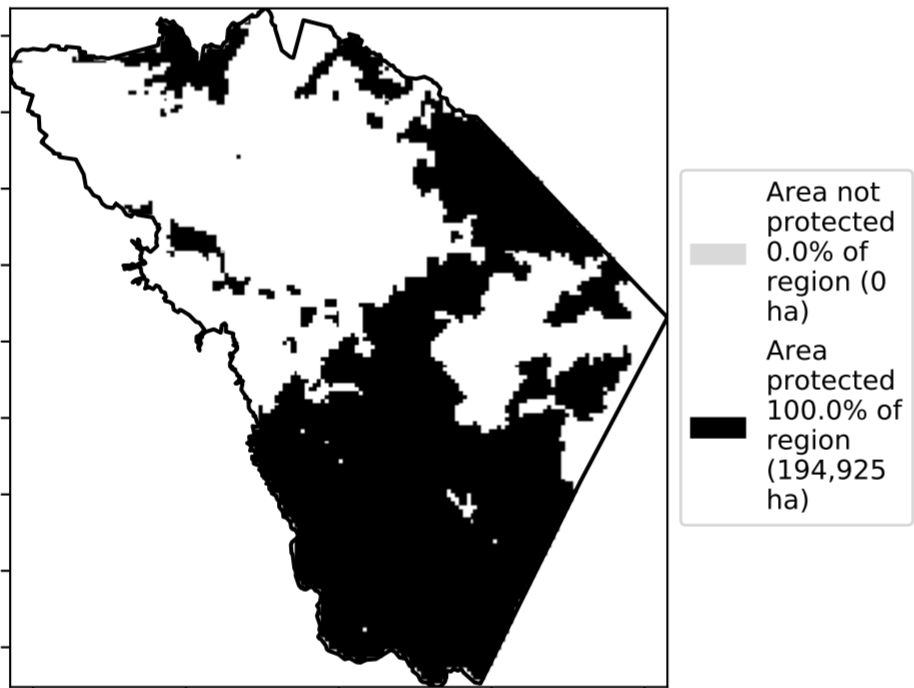 Area not
protected
0.0% of
region (0
ha)
Area
protected
100.0% of
region
(194,925
ha)